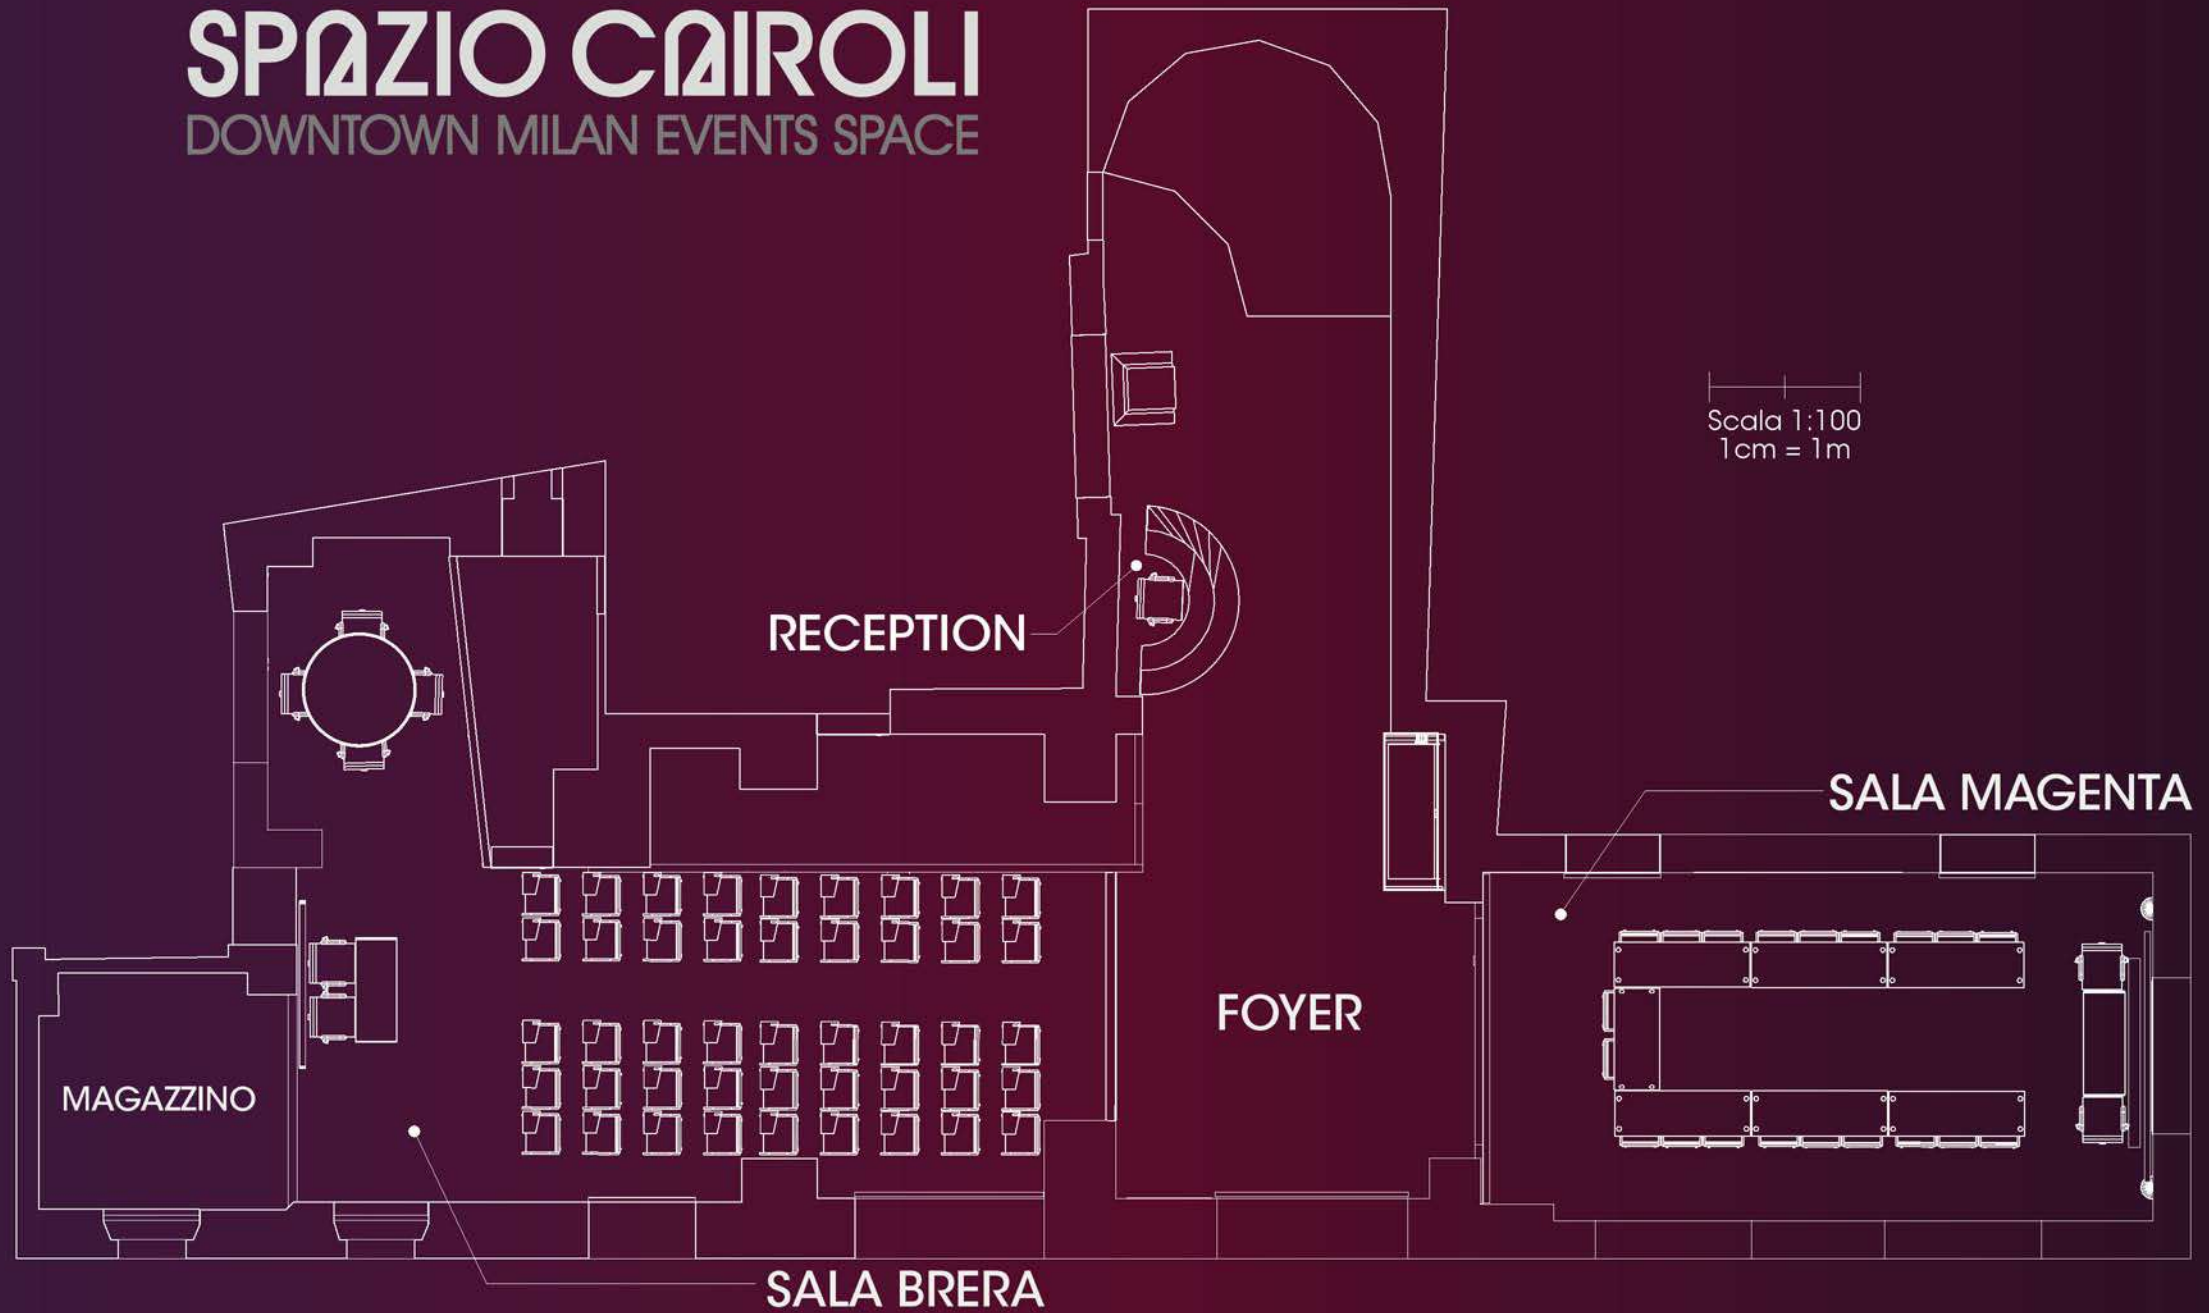 SPAZIO CAIROLI
DOWNTOWN MILAN EVENTS SPACE
Scala 1:100
1cm = 1m
RECEPTION
SALA MAGENTA
FOYER
MAGAZZINO
SALA BRERA